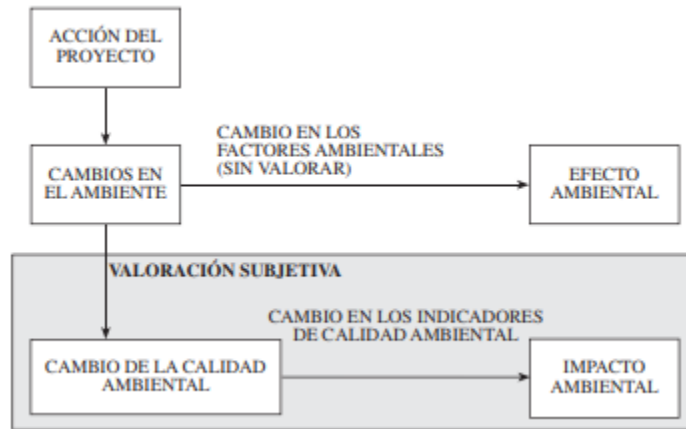 ACCIÓN DEL
PROYECTO
CAMBIO EN LOS
FACTORES AMBIENTALES
(SIN VALORAR)
CAMBIOS EN
EL AMBIENTE
EFECTO
AMBIENTAL
VALORACIÓN SUBJETIVA
CAMBIO EN LOS INDICADORES
DE CALIDAD AMBIENTAL
CAMBIO DE LA CALIDAD
AMBIENTAL
IMPACTO
AMBIENTAL